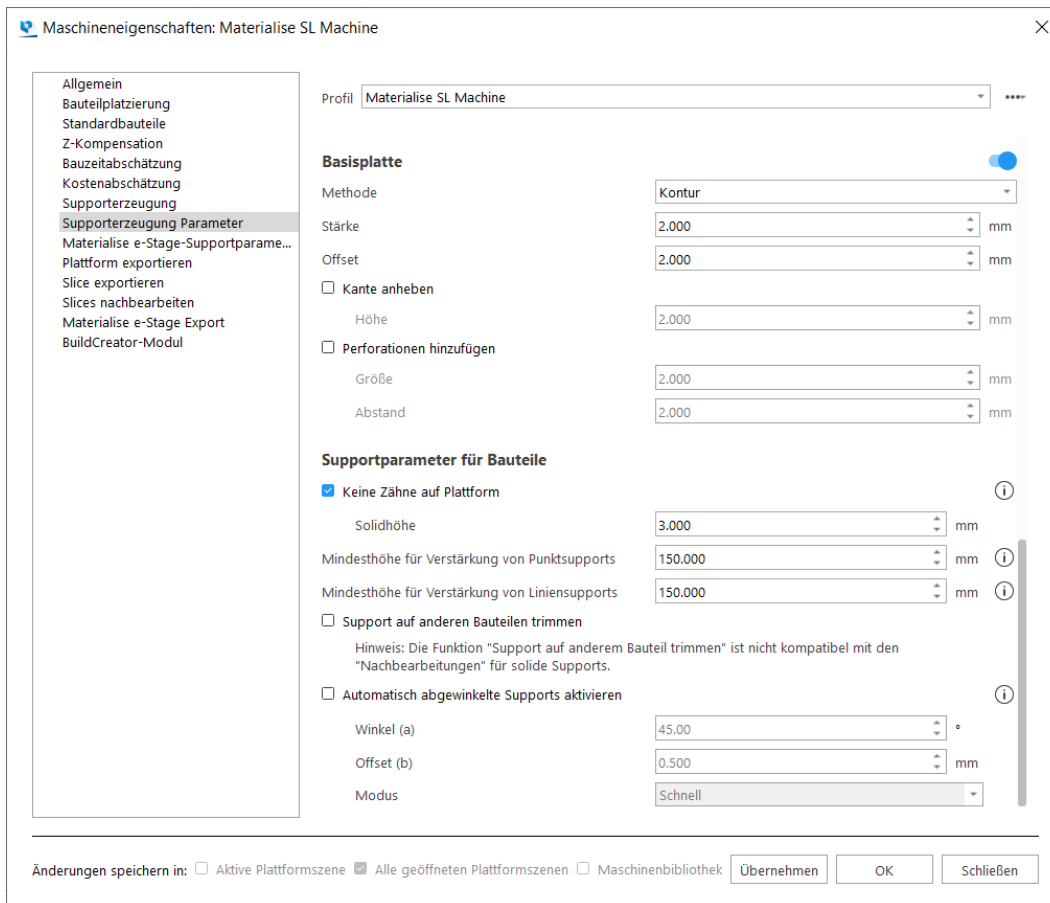 Maschineneigenschaften: Materialise SL Machine
Allgemein
Bauteilplatzierung
Standardbauteile
Z-Kompensation
Bauzeitabschätzung
Kostenabschätzung
Supporterzeugung
Supporterzeugung Parameter
Materialise e-Stage-Supportparame...
Plattform exportieren
Slice exportieren
Slices nachbearbeiten
Materialise e-Stage Export
BuildCreator-Modul
Profil Materialise SL Machine
Basisplatte
Methode Kontur
Stärke 2.000 mm
Offset 2.000 mm
Kante anheben
Höhe 2.000 mm
Perforationen hinzufügen
Größe 2.000 mm
Abstand 2.000 mm
Supportparameter für Bauteile
Keine Zähne auf Plattform
Solidhöhe 3.000 mm
Mindesthöhe für Verstärkung von Punktsupports 150.000 mm
Mindesthöhe für Verstärkung von Liniensupports 150.000 mm
Support auf anderen Bauteilen trimmen
Hinweis: Die Funktion "Support auf anderem Bauteil trimmen" ist nicht kompatibel mit den
"Nachbearbeitungen" für solide Supports.
Automatisch abgewinkelte Supports aktivieren
Winkel (a) 45.00 °
Offset (b) 0.500 mm
Modus Schnell
Änderungen speichern in: Aktive Plattformszene Alle geöffneten Plattformszenen Maschinenbibliothek Übernehmen OK Schließen